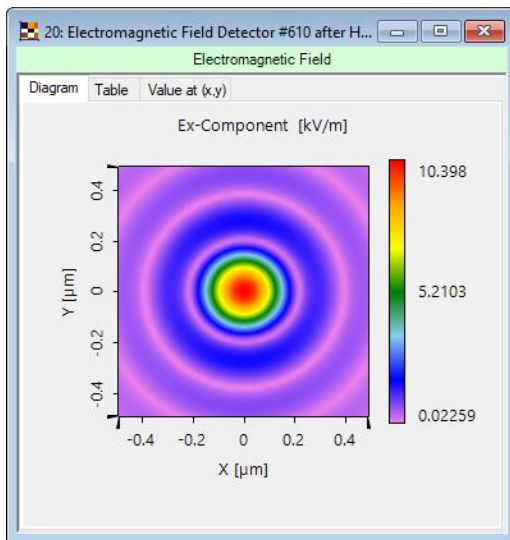 20: Electromagnetic Field Detector #610 after H...
Electromagnetic Field
Diagram Table Value at (x,y)
Ex-Component [kV/m]
10.398
5.2103
0.02259
0.4
0.2
0
-0.2
-0.4
Y [µm]
-0.4 -0.2 0 0.2 0.4
X [µm]